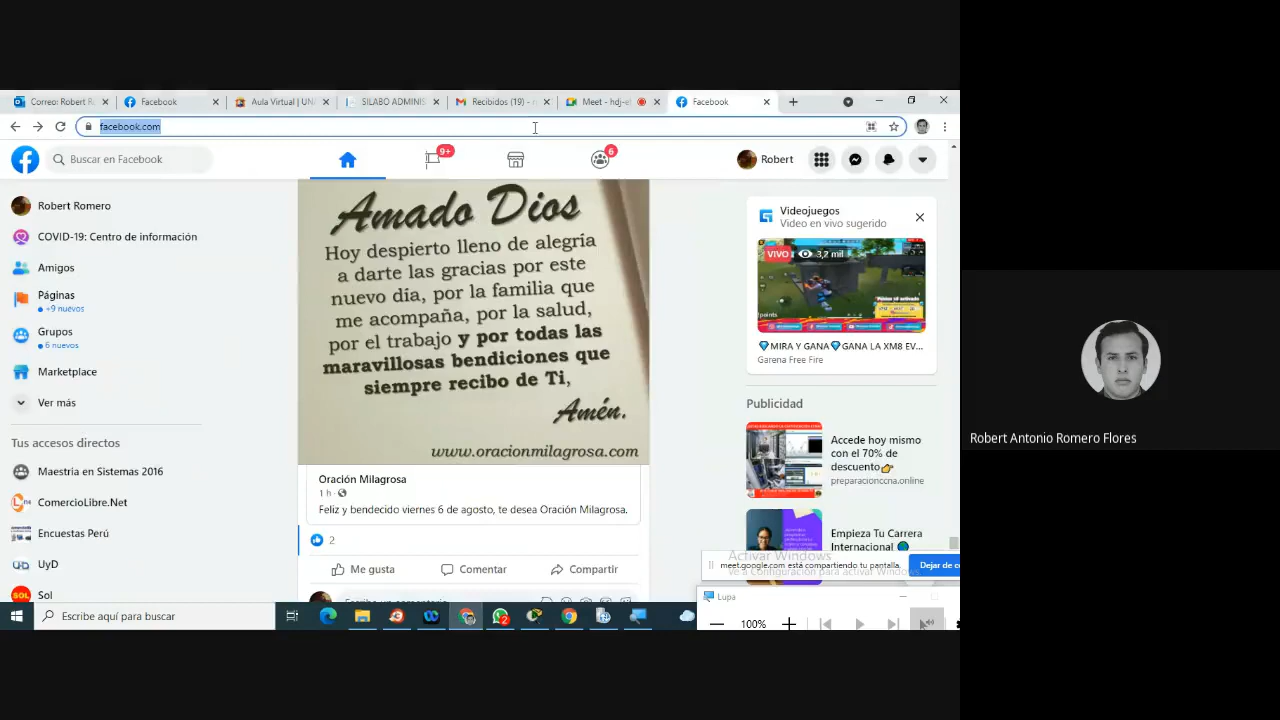 Correo: Robert R
Facebook
Aula Virtual | UN
SILABO ADMINIS
Recibidos (19) -
Meet - hdj-
Facebook
facebook.com
Buscar en Facebook
9+
6
Robert
Robert Romero
COVID-19: Centro de información
Amigos
Páginas
+9 nuevos
Grupos
6 nuevos
Marketplace
Ver más
Tus accesos directos
Maestria en Sistemas 2016
ComercioLibre.Net
Encuestas Perú
UyD
SOL
Sol
Amado Dios
Hoy despierto lleno de alegría
a darte las gracias por este
nuevo día, por la familia que
me acompaña, por la salud,
por el trabajo y por todas las
maravillosas bendiciones que
siempre recibo de Ti,
Amén.
www.oracionmilagrosa.com
Oración Milagrosa
1 h ·
Feliz y bendecido viernes 6 de agosto, te desea Oración Milagrosa.
2
Me gusta
Comentar
Compartir
Videojuegos
Video en vivo sugerido
VIVO
3,2 mil
💎MIRA Y GANA💎GANA LA XM8 EV...
Garena Free Fire
Publicidad
Accede hoy mismo
con el 70% de
descuento👉
preparacionccna.online
Empieza Tu Carrera
Internacional 🌎
Activar Windows
Ve a Configuración para activar Windows.
meet.google.com está compartiendo tu pantalla.
Dejar de c
Lupa
100%
Escribe aquí para buscar
2
Robert Antonio Romero Flores